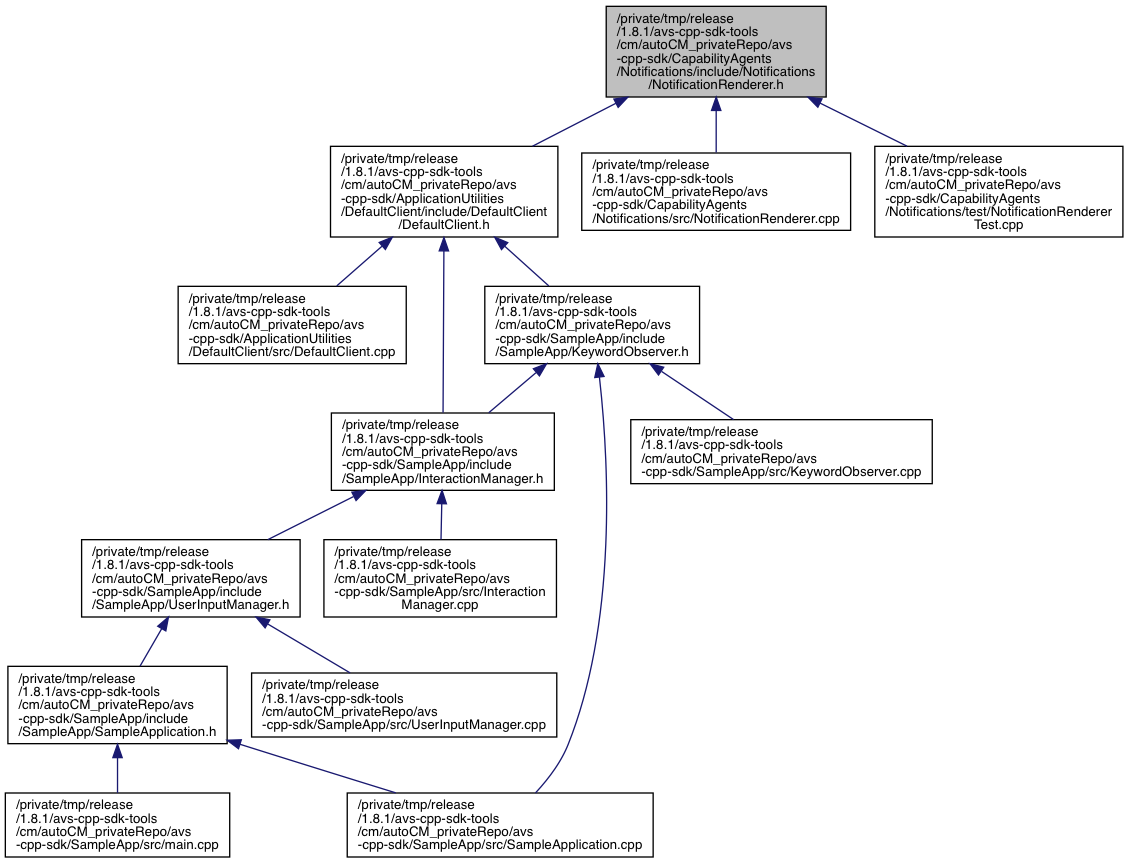 /private/tmp/release
/1.8.1/avs-cpp-sdk-tools
/cm/autoCM_privateRepo/avs
-cpp-sdk/CapabilityAgents
/Notifications/include/Notifications
/NotificationRenderer.h
/private/tmp/release
/1.8.1/avs-cpp-sdk-tools
/cm/autoCM_privateRepo/avs
-cpp-sdk/ApplicationUtilities
/DefaultClient/include/DefaultClient
/DefaultClient.h
/private/tmp/release
/1.8.1/avs-cpp-sdk-tools
/cm/autoCM_privateRepo/avs
-cpp-sdk/CapabilityAgents
/Notifications/src/NotificationRenderer.cpp
/private/tmp/release
/1.8.1/avs-cpp-sdk-tools
/cm/autoCM_privateRepo/avs
-cpp-sdk/CapabilityAgents
/Notifications/test/NotificationRenderer
Test.cpp
/private/tmp/release
/1.8.1/avs-cpp-sdk-tools
/cm/autoCM_privateRepo/avs
-cpp-sdk/ApplicationUtilities
/DefaultClient/src/DefaultClient.cpp
/private/tmp/release
/1.8.1/avs-cpp-sdk-tools
/cm/autoCM_privateRepo/avs
-cpp-sdk/SampleApp/include
/SampleApp/KeywordObserver.h
/private/tmp/release
/1.8.1/avs-cpp-sdk-tools
/cm/autoCM_privateRepo/avs
-cpp-sdk/SampleApp/include
/SampleApp/InteractionManager.h
/private/tmp/release
/1.8.1/avs-cpp-sdk-tools
/cm/autoCM_privateRepo/avs
-cpp-sdk/SampleApp/src/KeywordObserver.cpp
/private/tmp/release
/1.8.1/avs-cpp-sdk-tools
/cm/autoCM_privateRepo/avs
-cpp-sdk/SampleApp/include
/SampleApp/UserInputManager.h
/private/tmp/release
/1.8.1/avs-cpp-sdk-tools
/cm/autoCM_privateRepo/avs
-cpp-sdk/SampleApp/src/Interaction
Manager.cpp
/private/tmp/release
/1.8.1/avs-cpp-sdk-tools
/cm/autoCM_privateRepo/avs
-cpp-sdk/SampleApp/include
/SampleApp/SampleApplication.h
/private/tmp/release
/1.8.1/avs-cpp-sdk-tools
/cm/autoCM_privateRepo/avs
-cpp-sdk/SampleApp/src/UserInputManager.cpp
/private/tmp/release
/1.8.1/avs-cpp-sdk-tools
/cm/autoCM_privateRepo/avs
-cpp-sdk/SampleApp/src/main.cpp
/private/tmp/release
/1.8.1/avs-cpp-sdk-tools
/cm/autoCM_privateRepo/avs
-cpp-sdk/SampleApp/src/SampleApplication.cpp